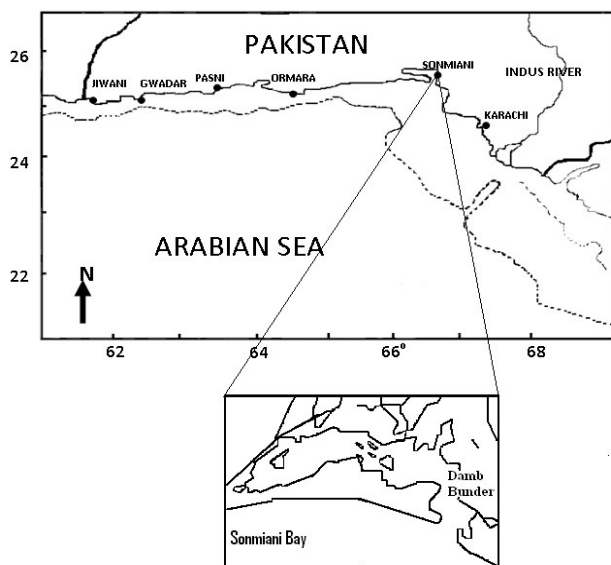 26
PAKISTAN
SONMIANI
JIWANI
GWADAR
PASNI
ORMARA
INDUS RIVER
KARACHI
24
ARABIAN SEA
22
N
62
64
66°
68
Damb
Bunder
Sonmiani Bay